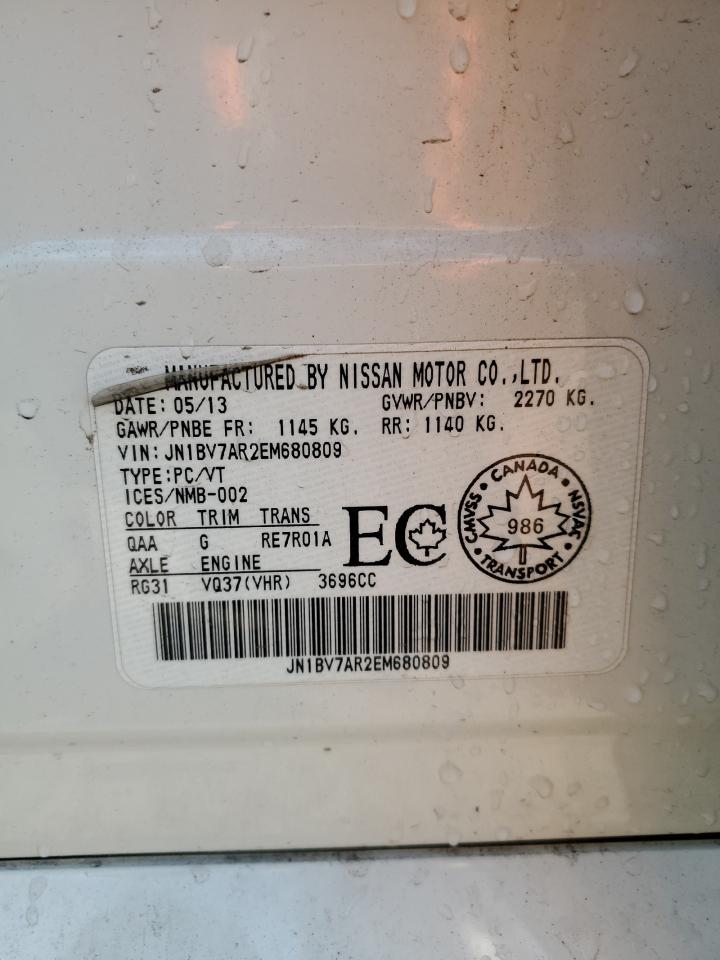 MANUFACTURED BY NISSAN MOTOR CO.,LTD.
DATE: 05/13 GVWR/PNBV: 2270 KG.
GAWR/PNBE FR: 1145 KG. RR: 1140 KG.
VIN: JN1BV7AR2EM680809
TYPE:PC/VT
ICES/NMB-002
COLOR TRIM TRANS
QAA G RE7R01A
AXLE ENGINE
RG31 VQ37(VHR) 3696CC
EC
CANADA
CMVSS
NSVAC
986
TRANSPORT
JN1BV7AR2EM680809